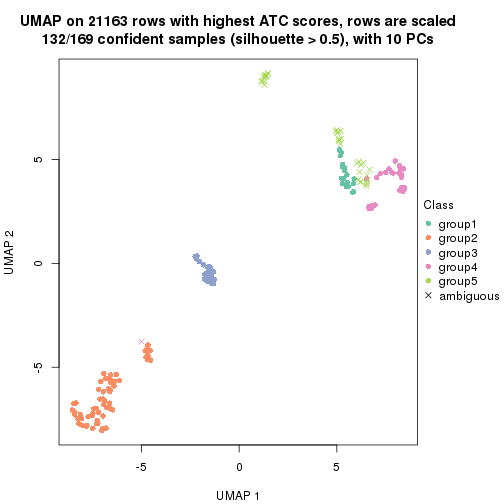 UMAP on 21163 rows with highest ATC scores, rows are scaled
132/169 confident samples (silhouette > 0.5), with 10 PCs
UMAP 2
5
0
-5
-5
0
5
UMAP 1
Class
group1
group2
group3
group4
group5
ambiguous